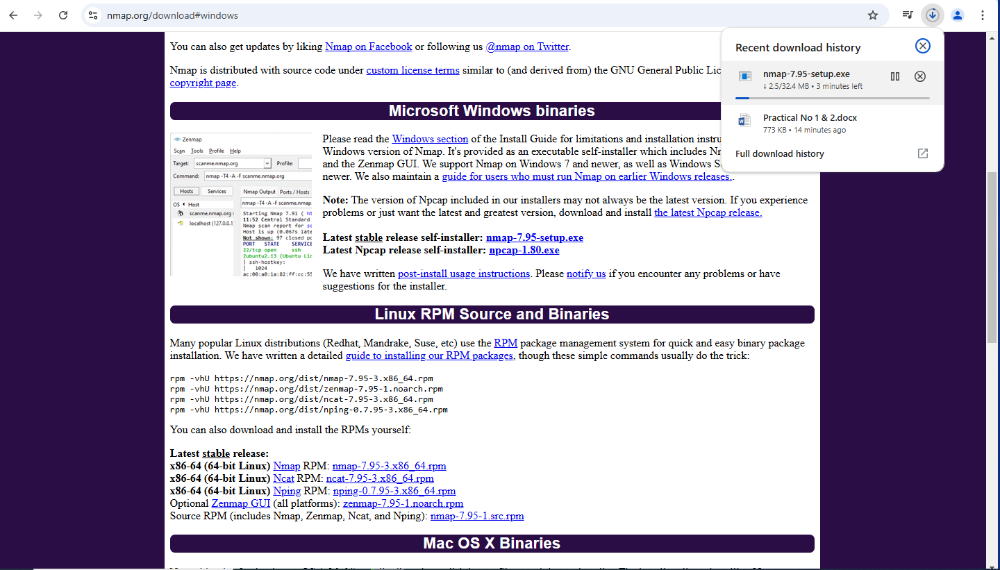 nmap.org/download#windows
You can also get updates by liking Nmap on Facebook or following us @nmap on Twitter.
Nmap is distributed with source code under custom license terms similar to (and derived from) the GNU General Public
copyright page.
Recent download history
nmap-7.95-setup.exe
↓ 2.5/32.4 MB • 3 minutes left
Practical No 1 & 2.docx
773 KB • 14 minutes ago
Full download history
Microsoft Windows binaries
Zenmap
Scan Tools Profile Help
Target: scanme.nmap.org Profile:
Command: nmap -T4 -A -F scanme.nmap.org
Hosts Services Nmap Output Ports / Hosts
OS Host nmap -T4 -A -F scanme.nmap
scanme.nmap.org
localhost (127.0.0.1
Starting Nmap 7.91 ( ht
11:52 Central Standard
Nmap scan report for sc
Host is up (0.067s late
Not shown: 97 closed po
PORT STATE SERVICE
22/tcp open ssh
2ubuntu2.13 (Ubuntu Lin
| ssh-hostkey:
| 1024
ac:00:a0:1a:82:ff:cc:55
Please read the Windows section of the Install Guide for limitations and installation instru
Windows version of Nmap. It's provided as an executable self-installer which includes
and the Zenmap GUI. We support Nmap on Windows 7 and newer, as well as Windows
newer. We also maintain a guide for users who must run Nmap on earlier Windows releases..
Note: The version of Npcap included in our installers may not always be the latest version. If you experience
problems or just want the latest and greatest version, download and install the latest Npcap release.
Latest stable release self-installer: nmap-7.95-setup.exe
Latest Npcap release self-installer: npcap-1.80.exe
We have written post-install usage instructions. Please notify us if you encounter any problems or have
suggestions for the installer.
Linux RPM Source and Binaries
Many popular Linux distributions (Redhat, Mandrake, Suse, etc) use the RPM package management system for quick and easy binary package
installation. We have written a detailed guide to installing our RPM packages, though these simple commands usually do the trick:
rpm -vhU https://nmap.org/dist/nmap-7.95-3.x86_64.rpm
rpm -vhU https://nmap.org/dist/zenmap-7.95-1.noarch.rpm
rpm -vhU https://nmap.org/dist/ncat-7.95-3.x86_64.rpm
rpm -vhU https://nmap.org/dist/nping-0.7.95-3.x86_64.rpm
You can also download and install the RPMs yourself:
Latest stable release:
x86-64 (64-bit Linux) Nmap RPM: nmap-7.95-3.x86_64.rpm
x86-64 (64-bit Linux) Ncat RPM: ncat-7.95-3.x86_64.rpm
x86-64 (64-bit Linux) Nping RPM: nping-0.7.95-3.x86_64.rpm
Optional Zenmap GUI (all platforms): zenmap-7.95-1.noarch.rpm
Source RPM (includes Nmap, Zenmap, Ncat, and Nping): nmap-7.95-1.src.rpm
Mac OS X Binaries